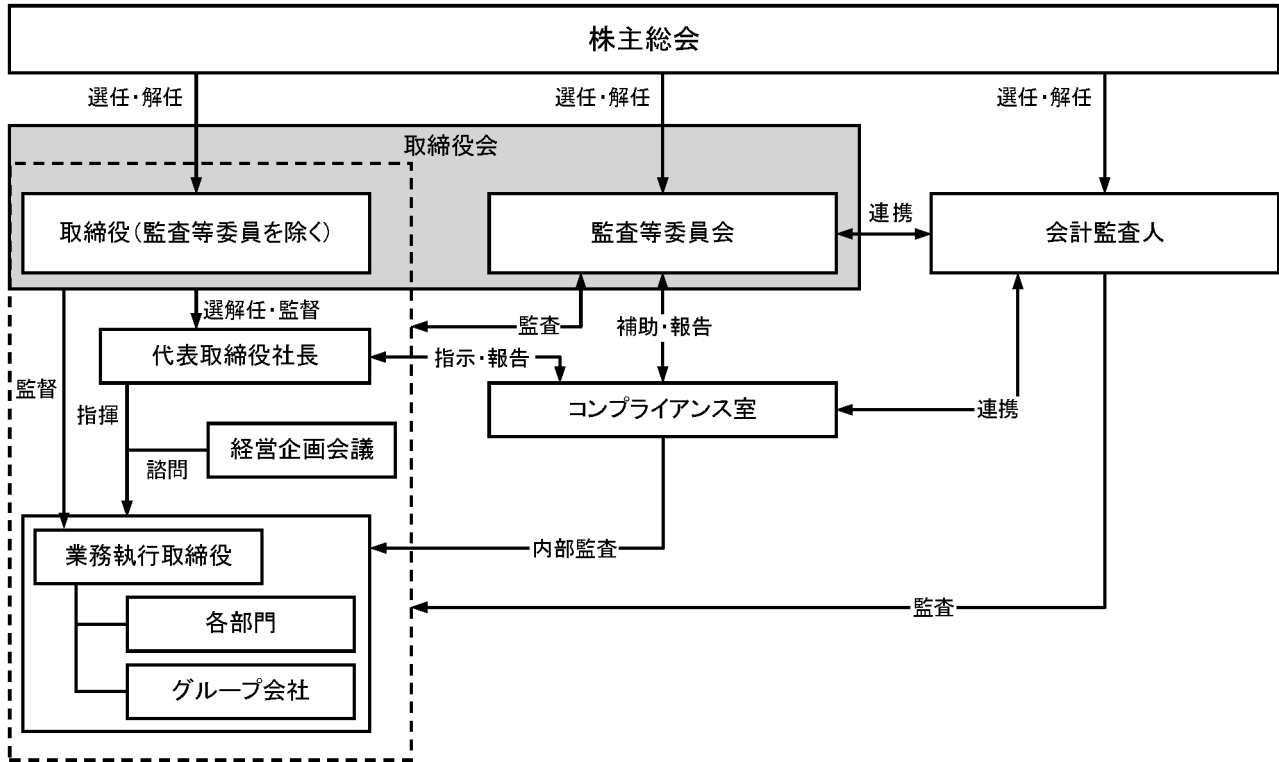 株主総会
選任・解任
選任・解任
選任・解任
取締役会
取締役(監査等委員を除く)
監査等委員会
連携
会計監査人
選解任・監督
監査
補助・報告
代表取締役社長
指示・報告
監督
指揮
コンプライアンス室
連携
経営企画会議
諮問
業務執行取締役
内部監査
各部門
監査
グループ会社